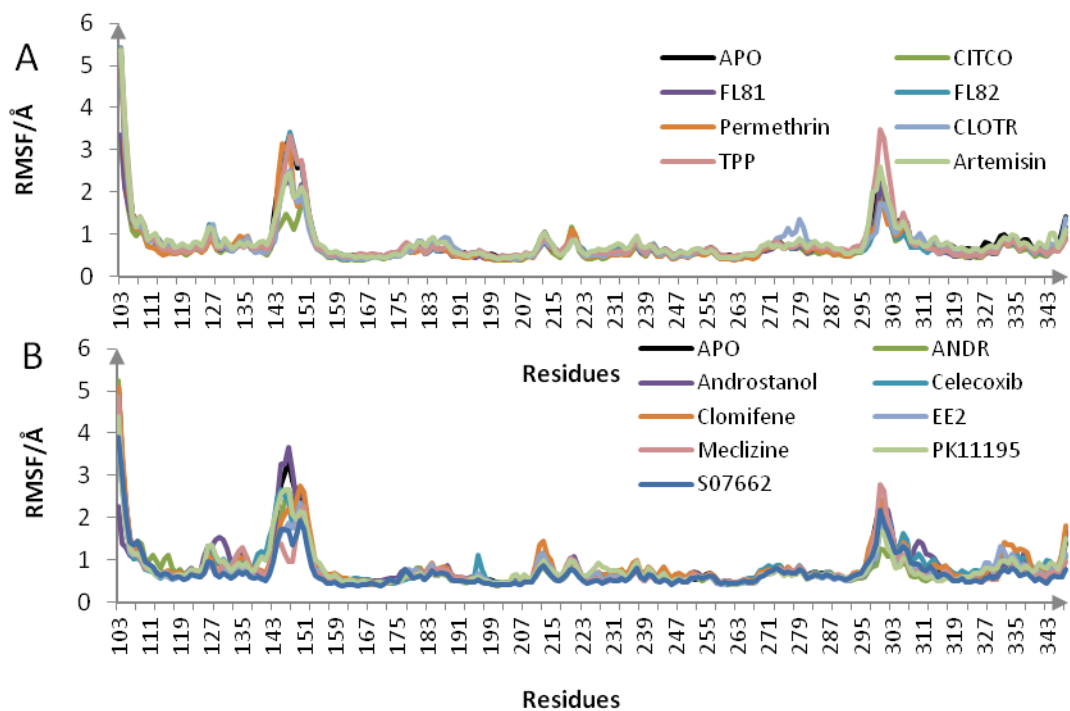 A
RMSF/Å
6
5
4
3
2
1
0
APO CITCO
FL81 FL82
Permethrin CLOTR
TPP Artemisin
103 111 119 127 135 143 151 159 167 175 183 191 199 207 215 223 231 239 247 255 263 271 279 287 295 303 311 319 327 335 343
Residues
B
RMSF/Å
6
5
4
3
2
1
0
APO ANDR
Androstanol Celecoxib
Clomifene EE2
Meclizine PK11195
S07662
103 111 119 127 135 143 151 159 167 175 183 191 199 207 215 223 231 239 247 255 263 271 279 287 295 303 311 319 327 335 343
Residues